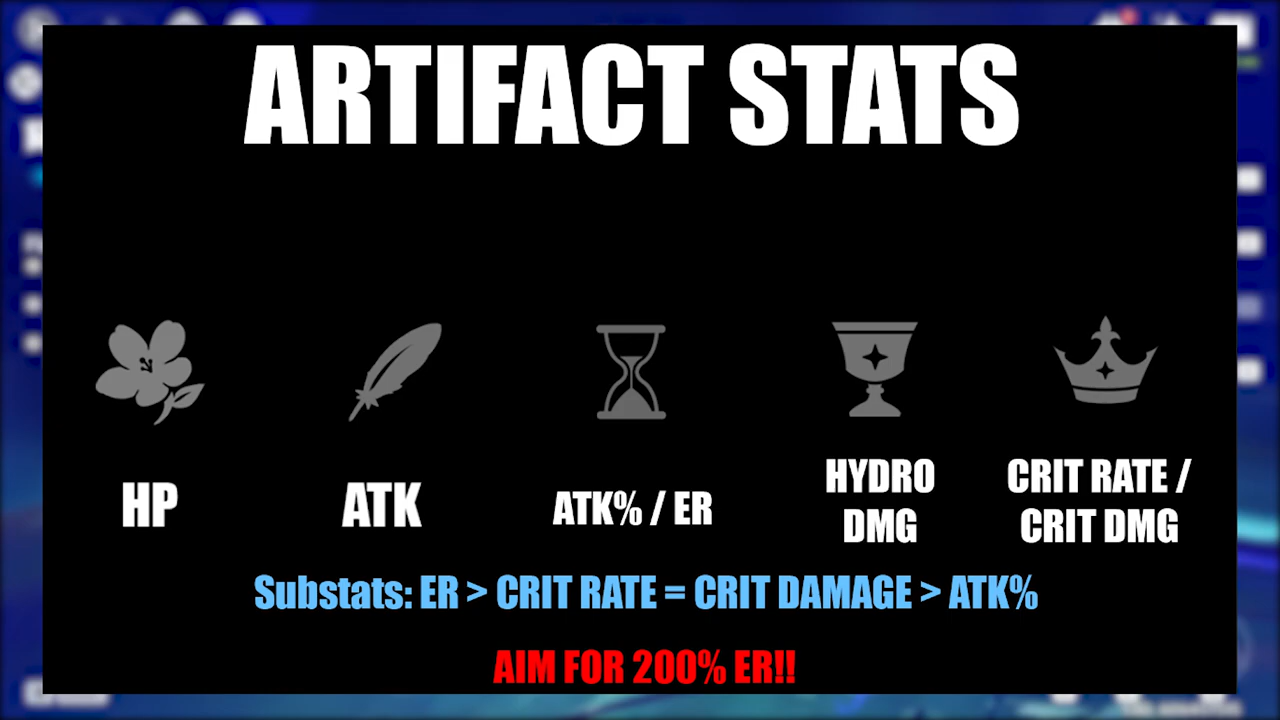 ARTIFACT STATS
HP
ATK
ATK% / ER
HYDRO
DMG
CRIT RATE /
CRIT DMG
Substats: ER > CRIT RATE = CRIT DAMAGE > ATK%
AIM FOR 200% ER!!